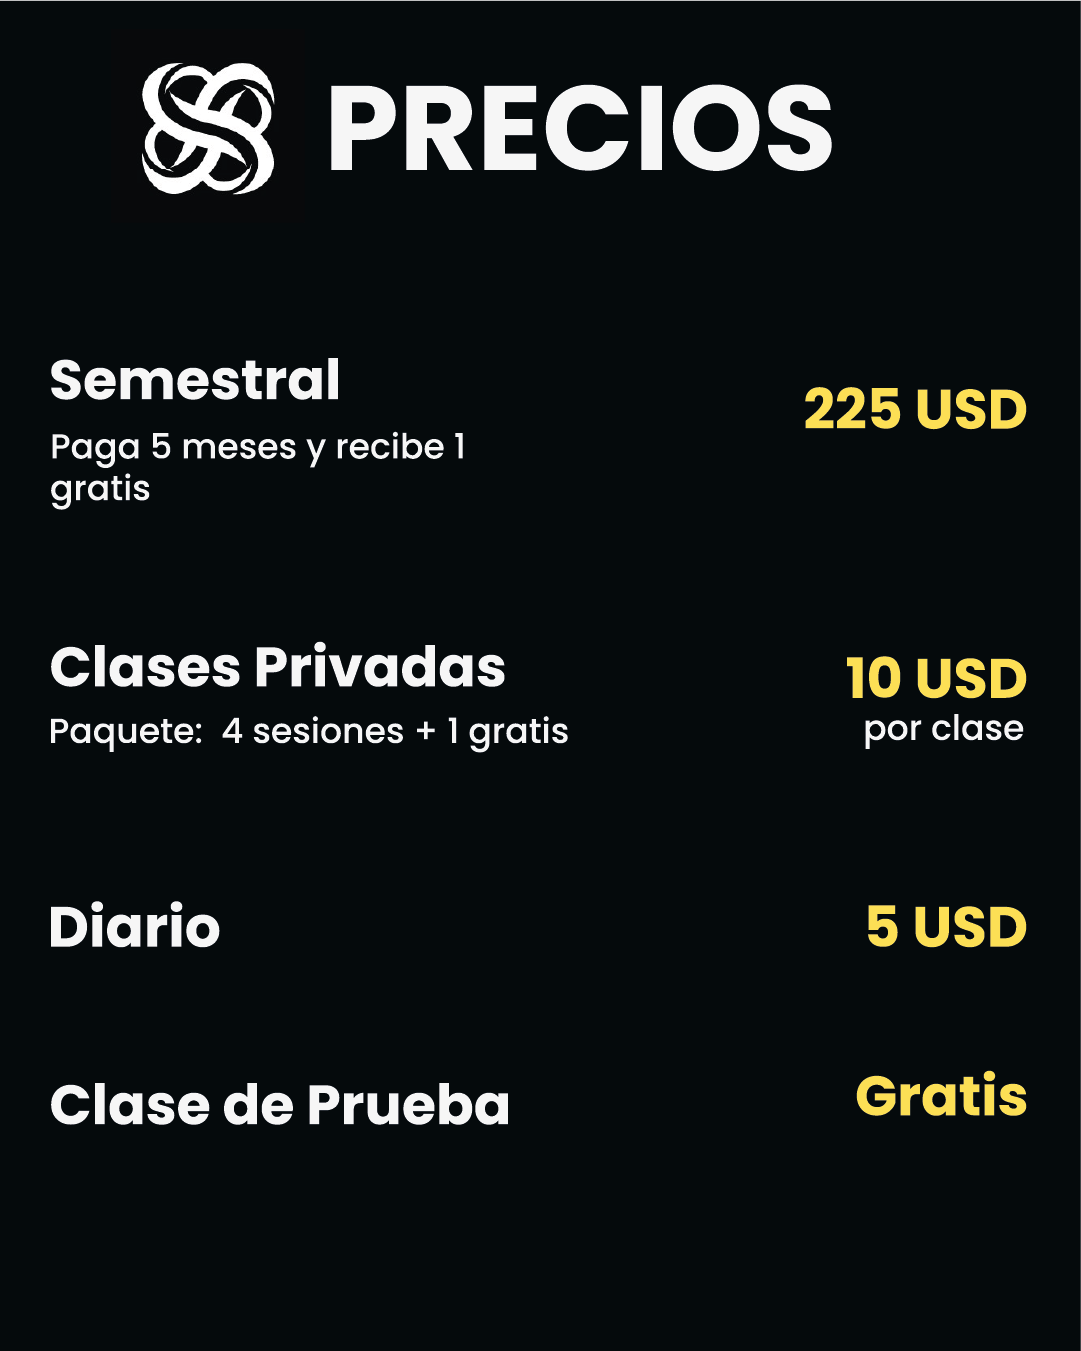 PRECIOS
Semestral
225 USD
Paga 5 meses y recibe 1
gratis
Clases Privadas
10 USD
por clase
Paquete: 4 sesiones + 1 gratis
Diario
5 USD
Clase de Prueba
Gratis